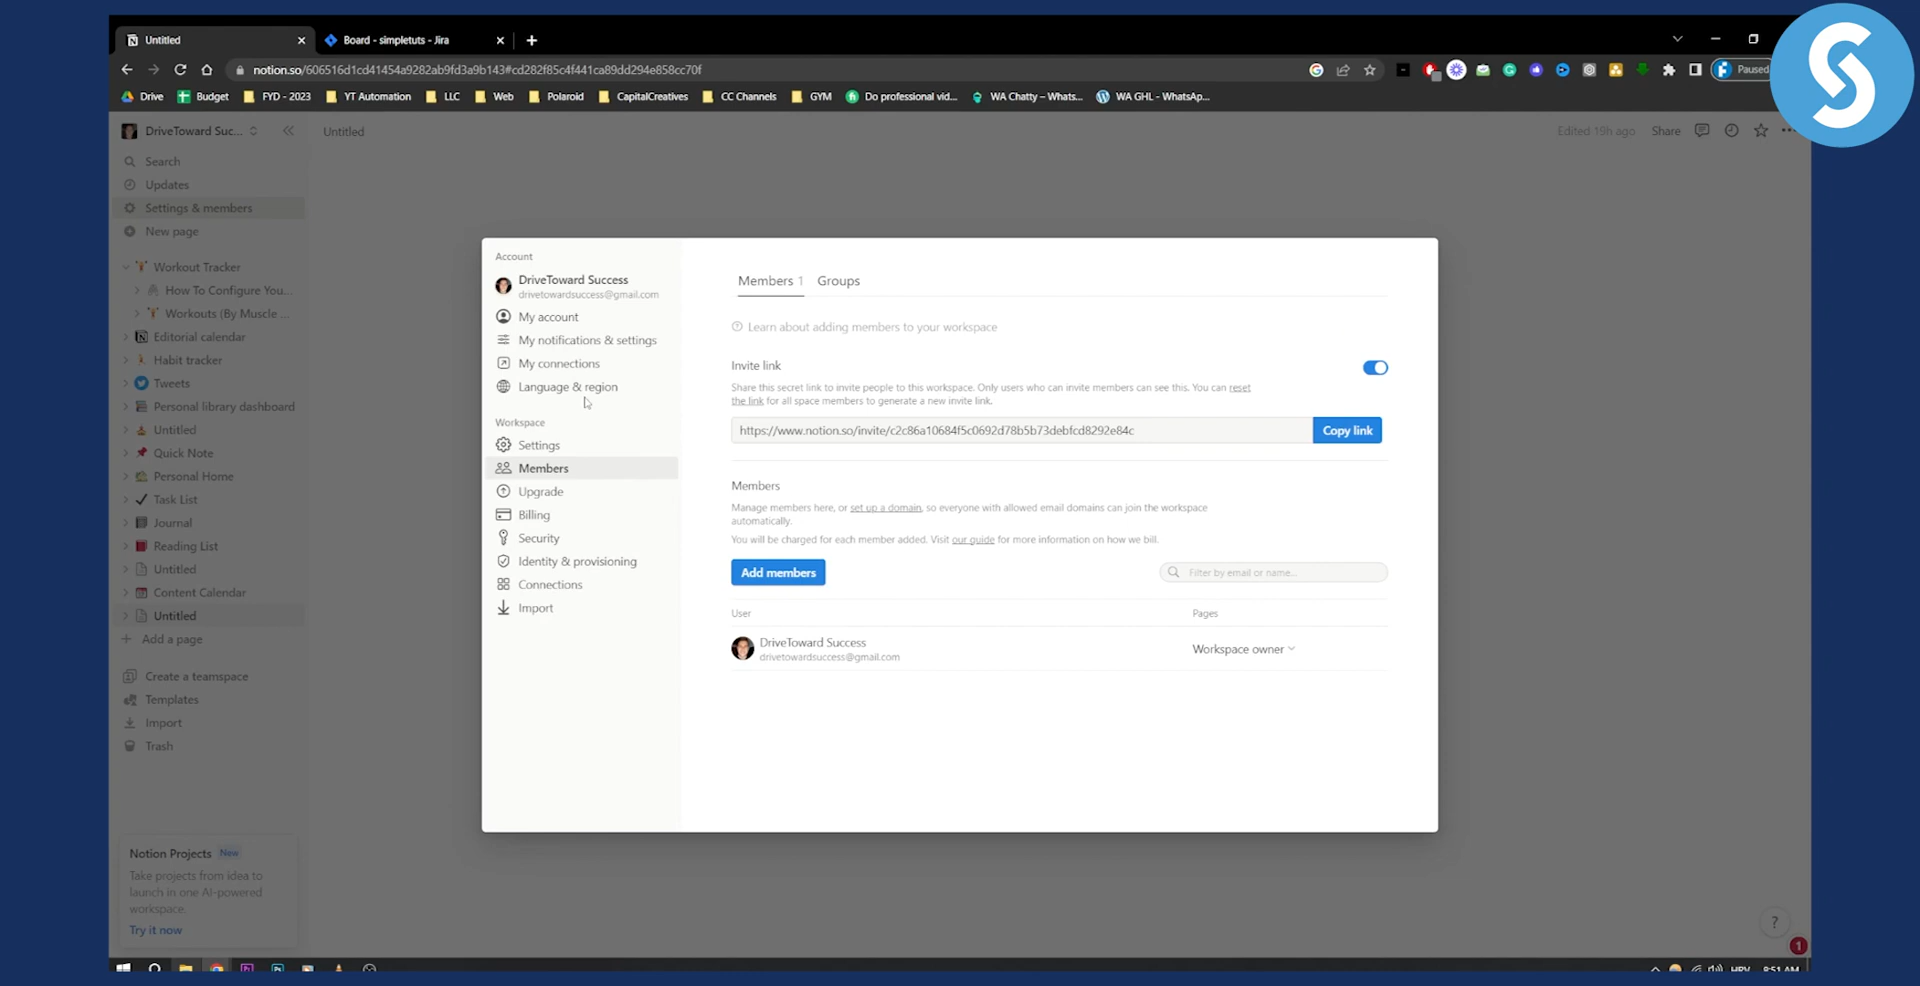 Untitled
Board - simpletuts - Jira
notion.so/606516d1cd41454a9282ab9fd3a9b143#cd282f85c4f441ca89dd294e858cc70f
Paused
Drive
Budget
FYD - 2023
YT Automation
LLC
Web
Polaroid
CapitalCreatives
CC Channels
GYM
Do professional vid...
WA Chatty – Whats...
WA GHL - WhatsAp...
DriveToward Suc...
Untitled
Edited 19h ago
Share
Search
Updates
Settings & members
New page
Workout Tracker
How To Configure You...
Workouts (By Muscle ...
Editorial calendar
Habit tracker
Tweets
Personal library dashboard
Untitled
Quick Note
Personal Home
Task List
Journal
Reading List
Untitled
Content Calendar
Untitled
Add a page
Create a teamspace
Templates
Import
Trash
Notion Projects New
Take projects from idea to
launch in one AI-powered
workspace.
Try it now
Account
DriveToward Success
drivetowardsuccess@gmail.com
My account
My notifications & settings
My connections
Language & region
Workspace
Settings
Members
Upgrade
Billing
Security
Identity & provisioning
Connections
Import
Members 1
Groups
Learn about adding members to your workspace
Invite link
Share this secret link to invite people to this workspace. Only users who can invite members can see this. You can reset
the link for all space members to generate a new invite link.
https://www.notion.so/invite/c2c86a10684f5c0692d78b5b73debfcd8292e84c
Copy link
Members
Manage members here, or set up a domain, so everyone with allowed email domains can join the workspace
automatically.
You will be charged for each member added. Visit our guide for more information on how we bill.
Add members
Filter by email or name...
User
Pages
DriveToward Success
drivetowardsuccess@gmail.com
Workspace owner
?
1
HRV
8:51 AM